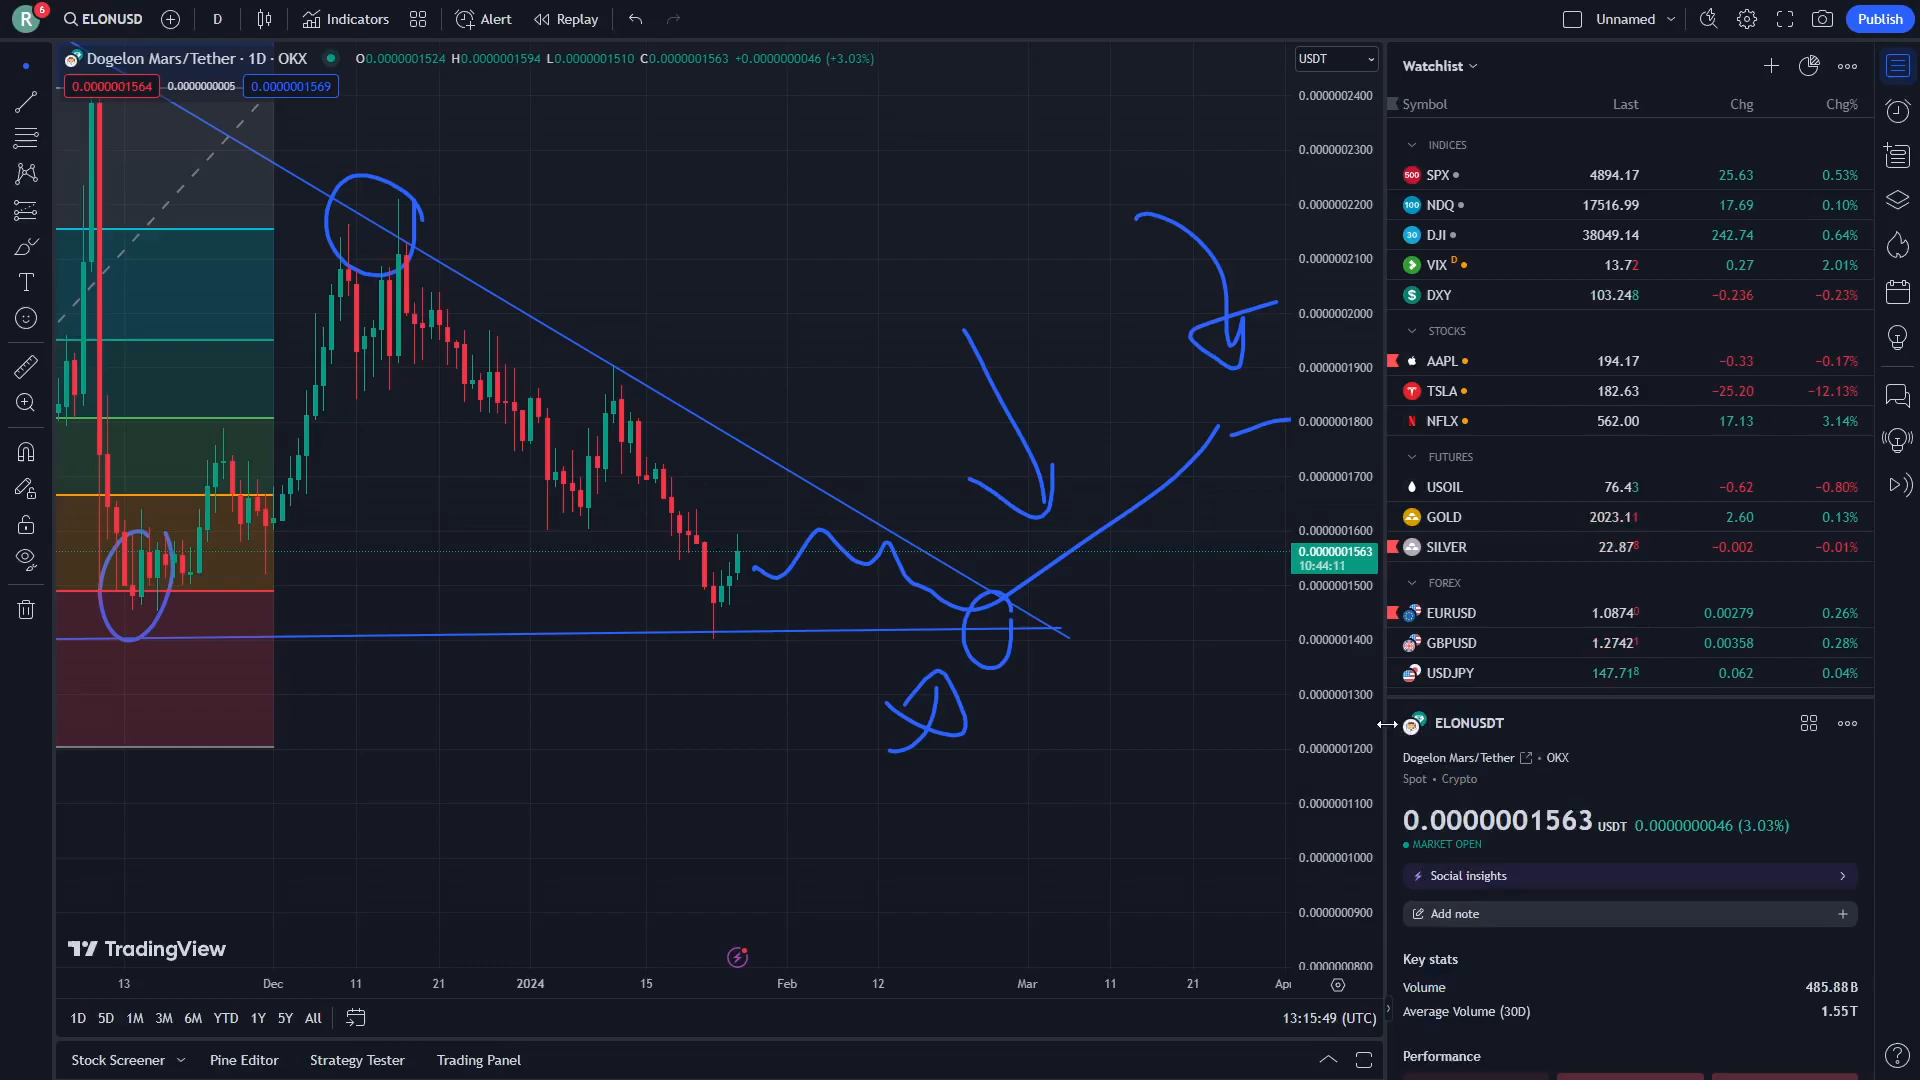 R 6 ELONUSD D Indicators Alert Replay Unnamed Publish
Dogelon Mars/Tether · 1D · OKX O0.0000001524 H0.0000001594 L0.0000001510 C0.0000001563 +0.0000000046 (+3.03%)
0.0000001564 0.0000000005 0.0000001569
USDT
0.0000002400
0.0000002300
0.0000002200
0.0000002100
0.0000002000
0.0000001900
0.0000001800
0.0000001700
0.0000001600
0.0000001563
10:44:11
0.0000001500
0.0000001400
0.0000001300
0.0000001200
0.0000001100
0.0000001000
0.0000000900
0.0000000800
TradingView
13 Dec 11 21 2024 15 Feb 12 Mar 11 21 Apr
1D 5D 1M 3M 6M YTD 1Y 5Y All 13:15:49 (UTC)
Stock Screener Pine Editor Strategy Tester Trading Panel
Watchlist
Symbol Last Chg Chg%
INDICES
500 SPX 4894.17 25.63 0.53%
100 NDQ 17516.99 17.69 0.10%
30 DJI 38049.14 242.74 0.64%
VIX D 13.72 0.27 2.01%
$ DXY 103.248 −0.236 −0.23%
STOCKS
AAPL 194.17 −0.33 −0.17%
TSLA 182.63 −25.20 −12.13%
N NFLX 562.00 17.13 3.14%
FUTURES
USOIL 76.43 −0.62 −0.80%
GOLD 2023.11 2.60 0.13%
SILVER 22.878 −0.002 −0.01%
FOREX
EURUSD 1.08740 0.00279 0.26%
GBPUSD 1.27421 0.00358 0.28%
USDJPY 147.718 0.062 0.04%
ELONUSDT
Dogelon Mars/Tether • OKX
Spot • Crypto
0.0000001563 USDT 0.0000000046 (3.03%)
MARKET OPEN
Social insights
Add note
Key stats
Volume 485.88B
Average Volume (30D) 1.55T
Performance